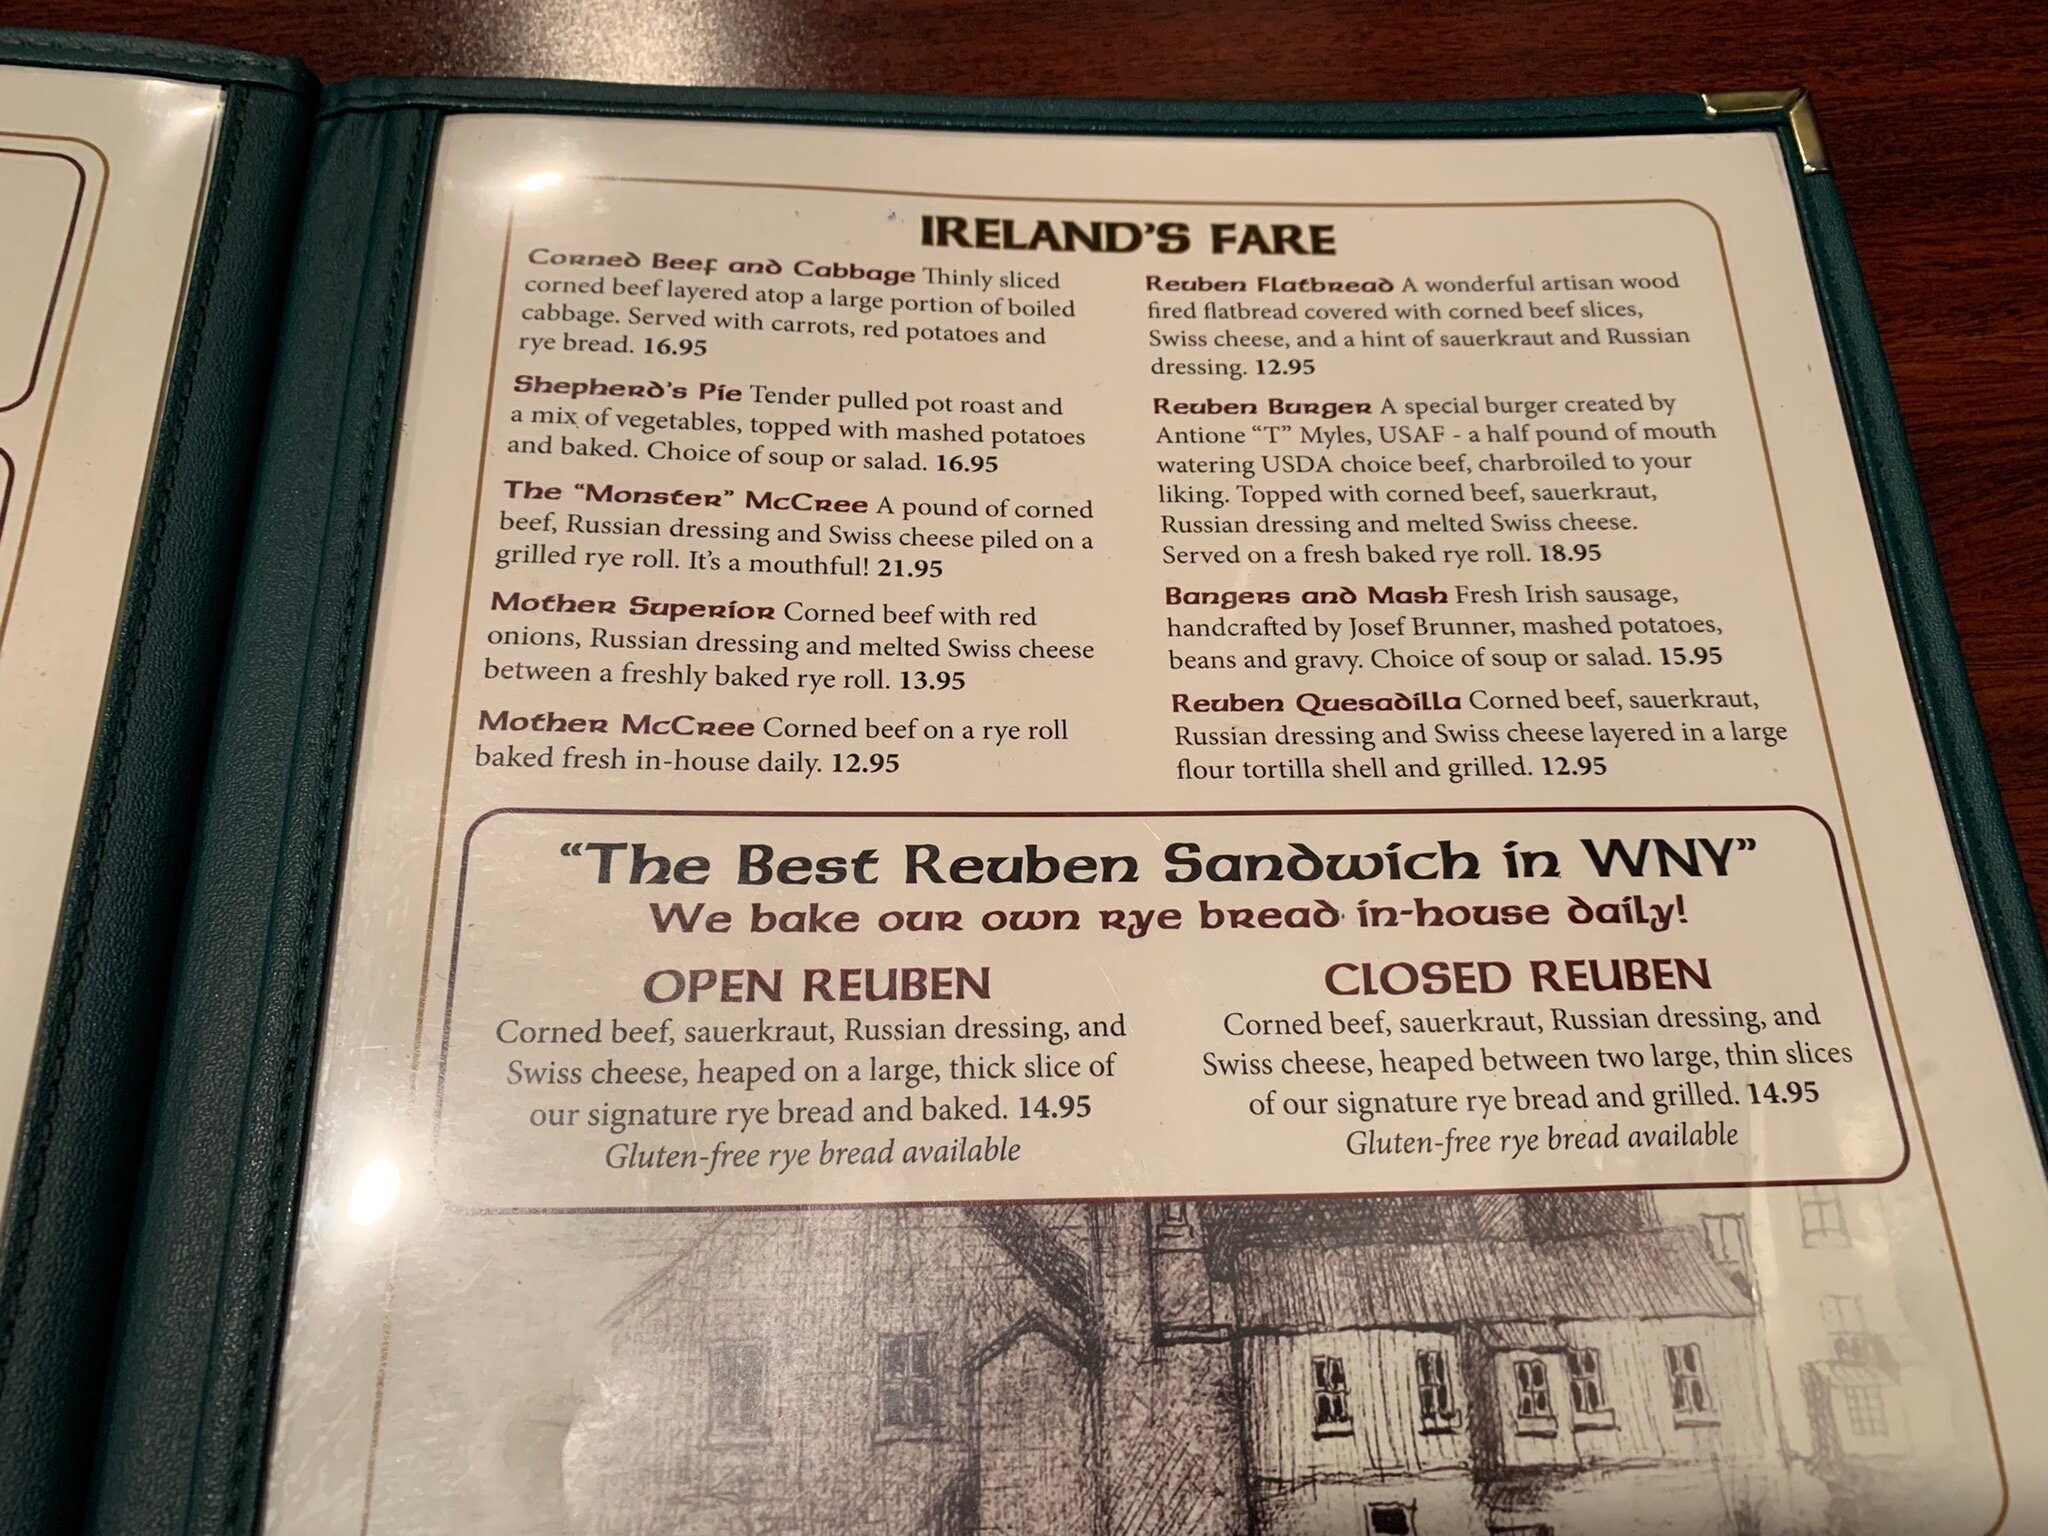 IRELAND'S FARE
Corned Beef and Cabbage Thinly sliced
corned beef layered atop a large portion of boiled
cabbage. Served with carrots, red potatoes and
rye bread. 16.95
Shepherd's Pie Tender pulled pot roast and
a mix of vegetables, topped with mashed potatoes
and baked. Choice of soup or salad. 16.95
The “Monster” McCree A pound of corned
beef, Russian dressing and Swiss cheese piled on a
grilled rye roll. It's a mouthful! 21.95
Mother Superior Corned beef with red
onions, Russian dressing and melted Swiss cheese
between a freshly baked rye roll. 13.95
Mother McCree Corned beef on a rye roll
baked fresh in-house daily. 12.95
Reuben Flatbread A wonderful artisan wood
fired flatbread covered with corned beef slices,
Swiss cheese, and a hint of sauerkraut and Russian
dressing. 12.95
Reuben Burger A special burger created by
Antione “T” Myles, USAF - a half pound of mouth
watering USDA choice beef, charbroiled to your
liking. Topped with corned beef, sauerkraut,
Russian dressing and melted Swiss cheese.
Served on a fresh baked rye roll. 18.95
Bangers and Mash Fresh Irish sausage,
handcrafted by Josef Brunner, mashed potatoes,
beans and gravy. Choice of soup or salad. 15.95
Reuben Quesadilla Corned beef, sauerkraut,
Russian dressing and Swiss cheese layered in a large
flour tortilla shell and grilled. 12.95
“The Best Reuben Sandwich in WNY”
We bake our own rye bread in-house daily!
OPEN REUBEN
Corned beef, sauerkraut, Russian dressing, and
Swiss cheese, heaped on a large, thick slice of
our signature rye bread and baked. 14.95
Gluten-free rye bread available
CLOSED REUBEN
Corned beef, sauerkraut, Russian dressing, and
Swiss cheese, heaped between two large, thin slices
of our signature rye bread and grilled. 14.95
Gluten-free rye bread available